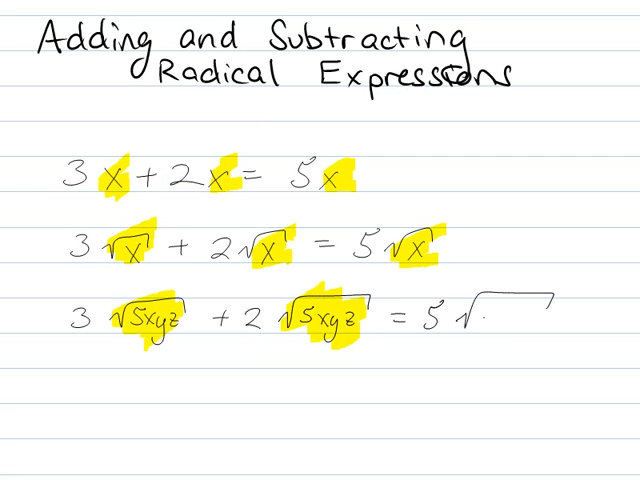 Adding and Subtracting
Radical Expressions
3x + 2x = 5x
3√x + 2√x = 5√x
3√5xyz + 2√5xyz = 5√